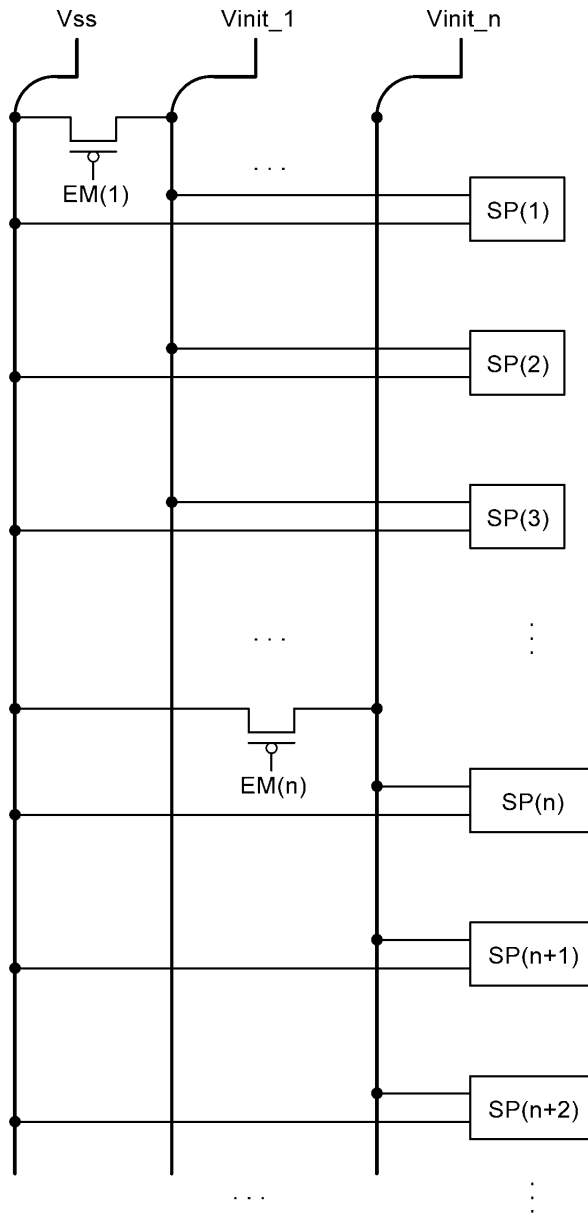 Vss Vinit_1 Vinit_n
. . .
EM(1)
SP(1)
SP(2)
SP(3)
. . .
EM(n)
SP(n)
SP(n+1)
SP(n+2)
. . .